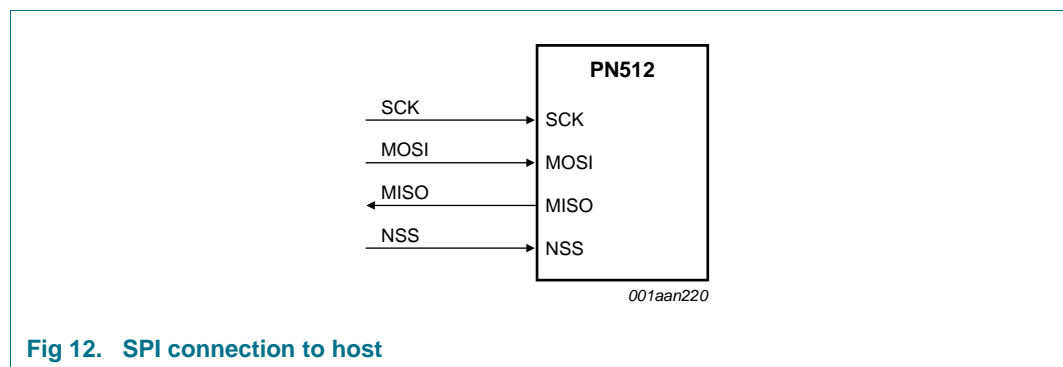 PN512
SCK SCK
MOSI MOSI
MISO MISO
NSS NSS
001aan220
Fig 12. SPI connection to host